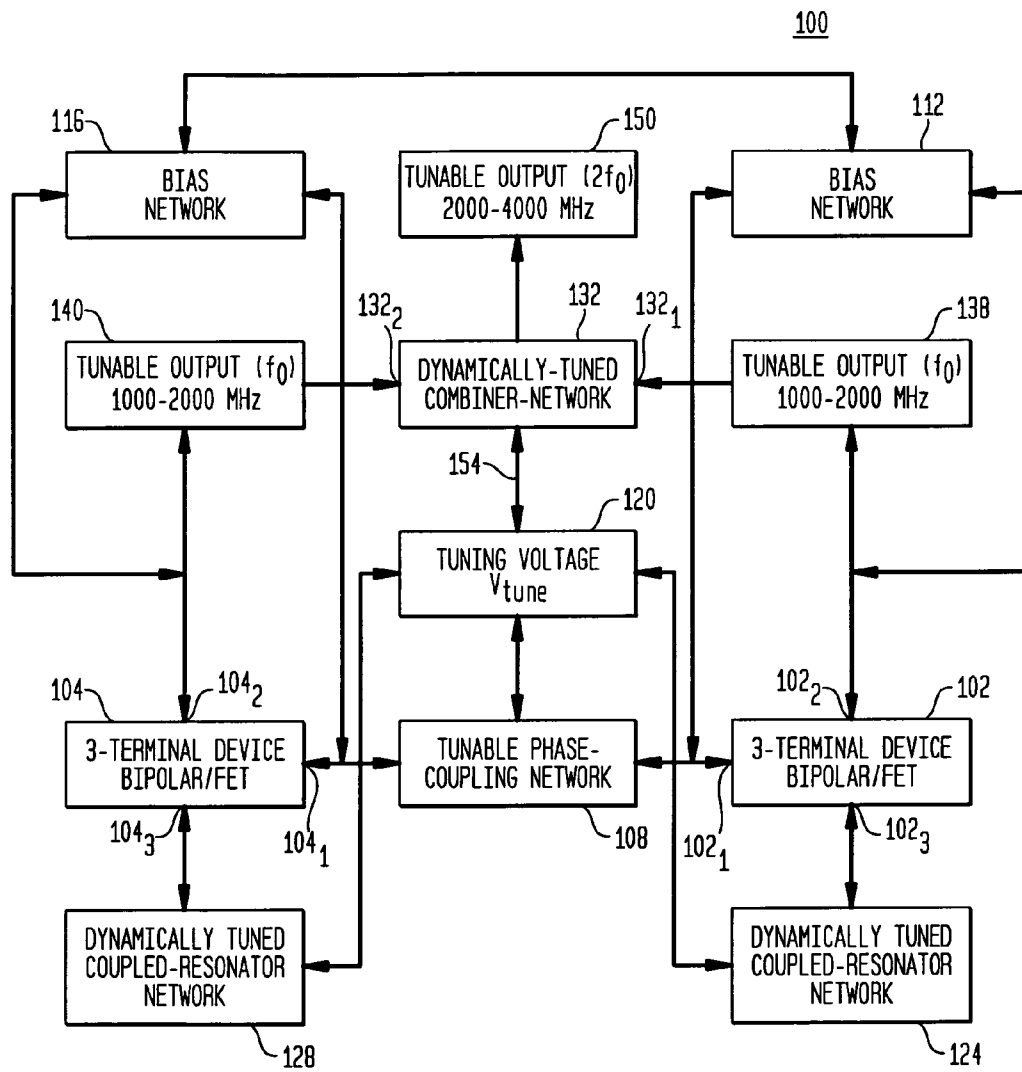 100
116
150
112
BIAS
NETWORK
TUNABLE OUTPUT (2f0)
2000-4000 MHz
BIAS
NETWORK
140
132 2
132
132 1
138
TUNABLE OUTPUT (f0)
1000-2000 MHz
DYNAMICALLY-TUNED
COMBINER-NETWORK
TUNABLE OUTPUT (f0)
1000-2000 MHz
154
120
TUNING VOLTAGE
Vtune
104
104 2
102 2
102
3-TERMINAL DEVICE
BIPOLAR/FET
TUNABLE PHASE-
COUPLING NETWORK
3-TERMINAL DEVICE
BIPOLAR/FET
104 3
104 1
108
102 1
102 3
DYNAMICALLY TUNED
COUPLED-RESONATOR
NETWORK
DYNAMICALLY TUNED
COUPLED-RESONATOR
NETWORK
128
124